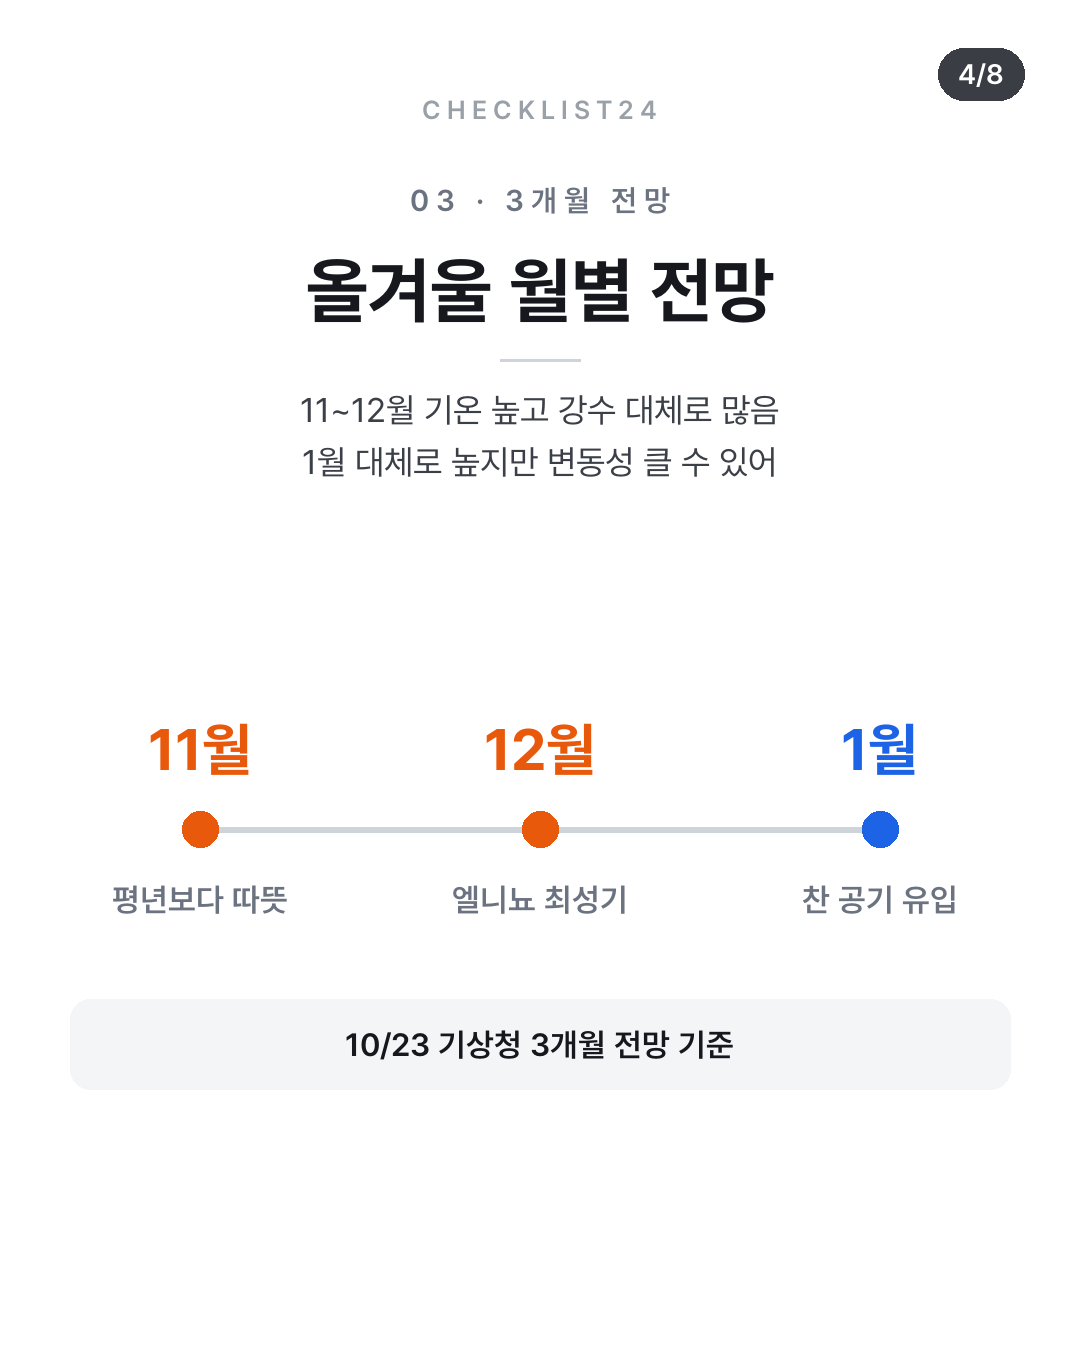 4/8
CHECKLIST24
03 · 3개월 전망
올겨울 월별 전망
11~12월 기온 높고 강수 대체로 많음
1월 대체로 높지만 변동성 클 수 있어
11월 12월 1월
평년보다 따뜻 엘니뇨 최성기 찬 공기 유입
10/23 기상청 3개월 전망 기준